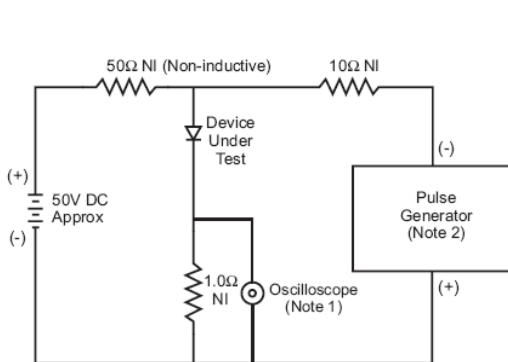 50Ω NI (Non-inductive)
10Ω NI
Device
Under
Test
(+)
50V DC
Approx
(-)
1.0Ω
NI
Oscilloscope
(Note 1)
(-)
Pulse
Generator
(Note 2)
(+)